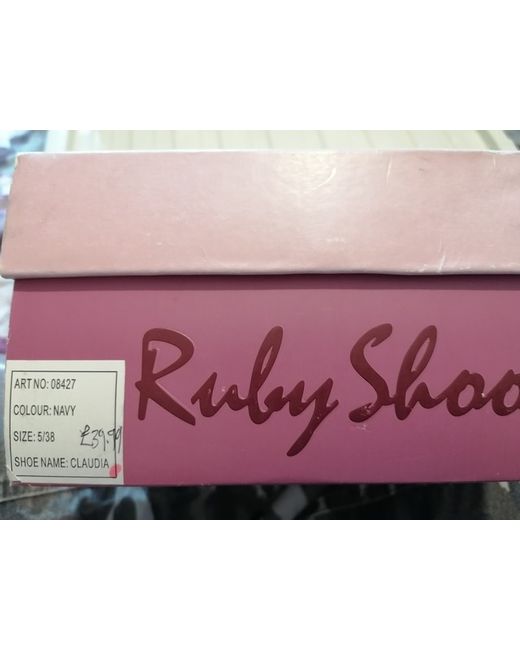 Ruby Shoo
ART NO: 08427
COLOUR: NAVY
SIZE: 5/38 £39.99
SHOE NAME: CLAUDIA